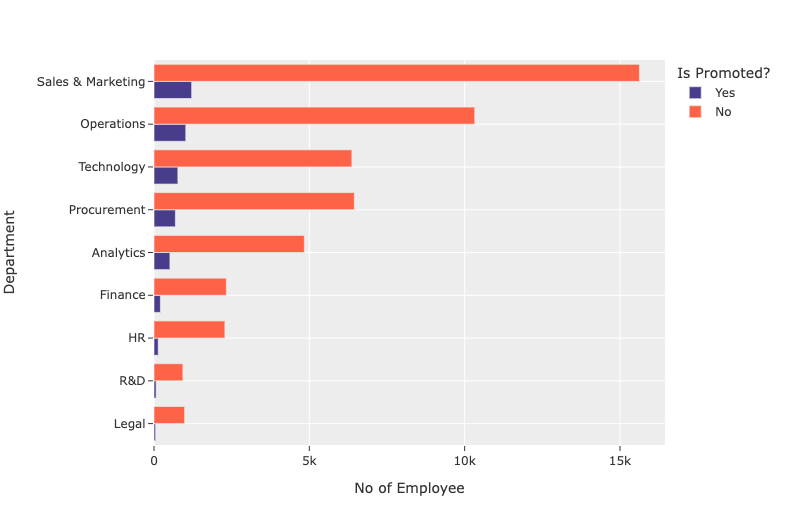 Is Promoted?
Yes
No
Sales & Marketing
Operations
Technology
Procurement
Analytics
Finance
HR
R&D
Legal
Department
0
5k
10k
15k
No of Employee